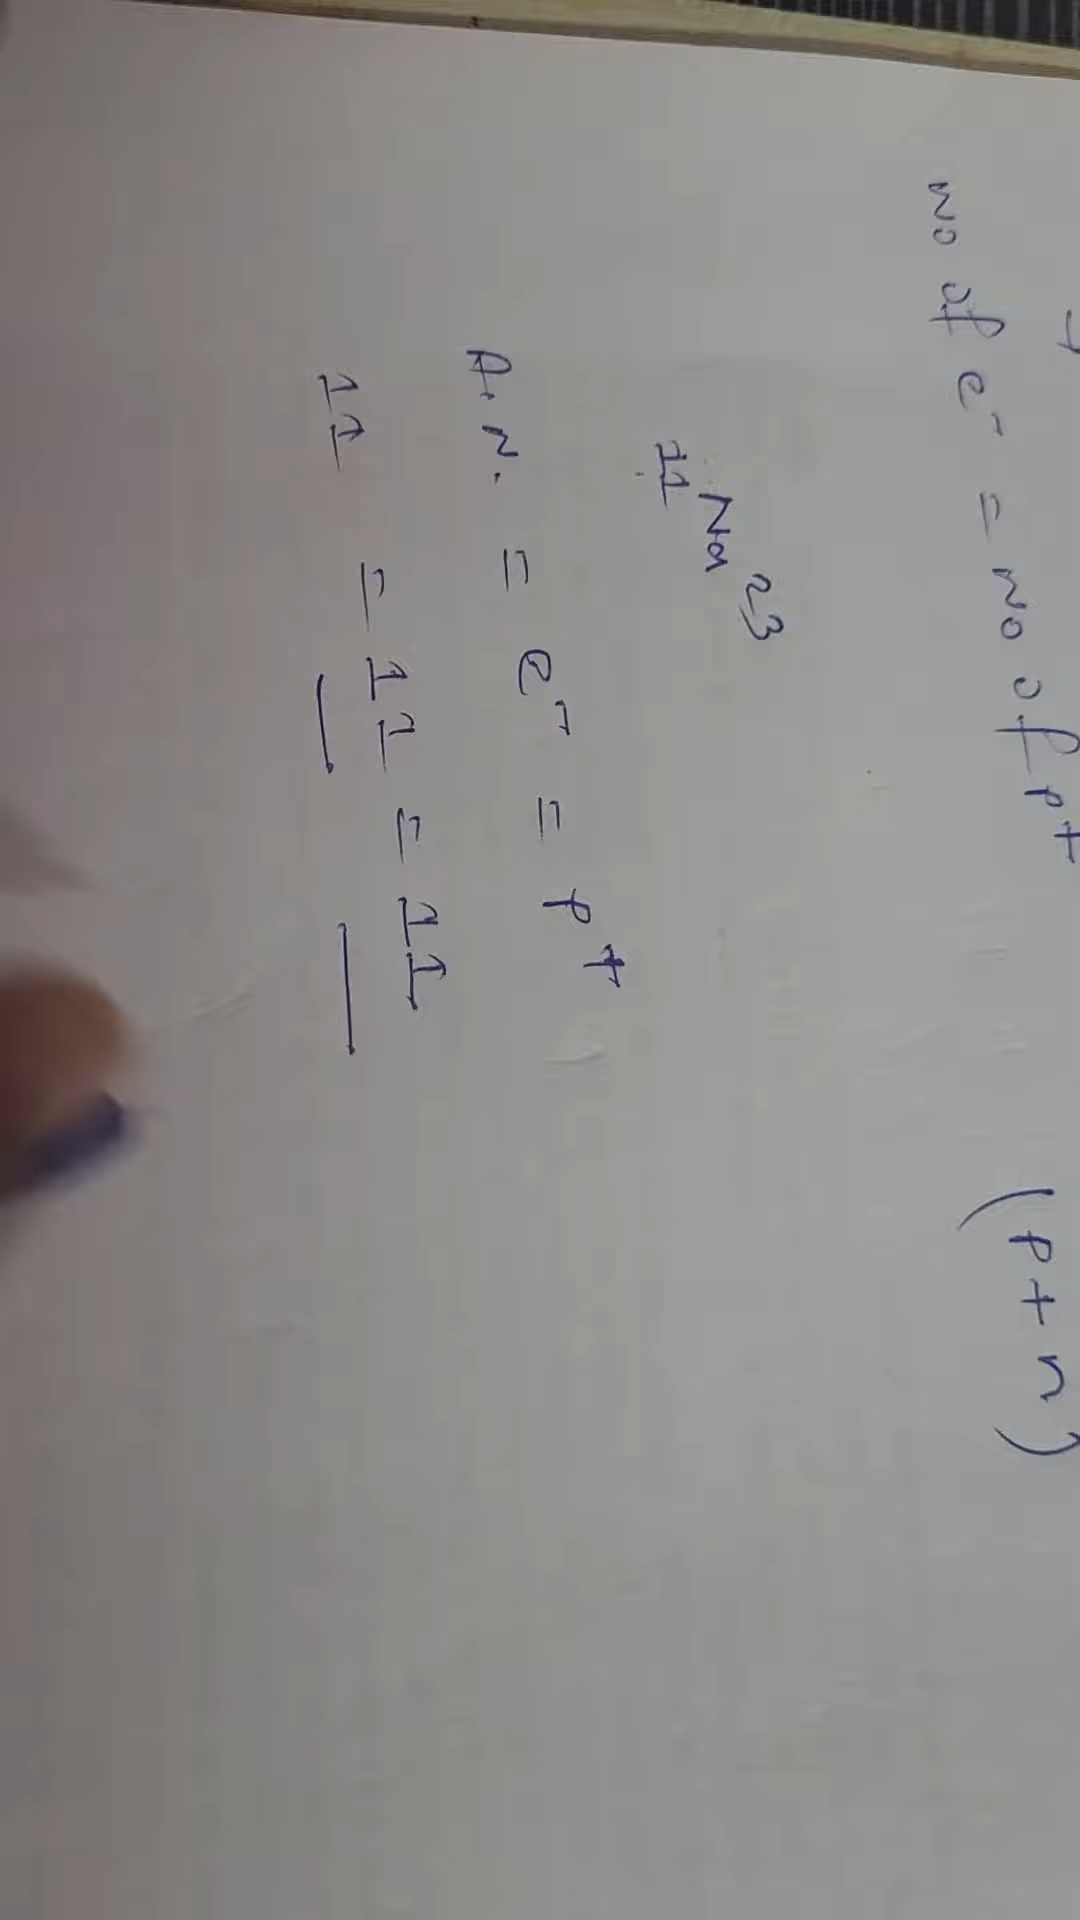 no of e⁻ = no of p⁺ (p+n)
₁₁Na²³
A.N. = e⁻ = p⁺
11 = 11 = 11